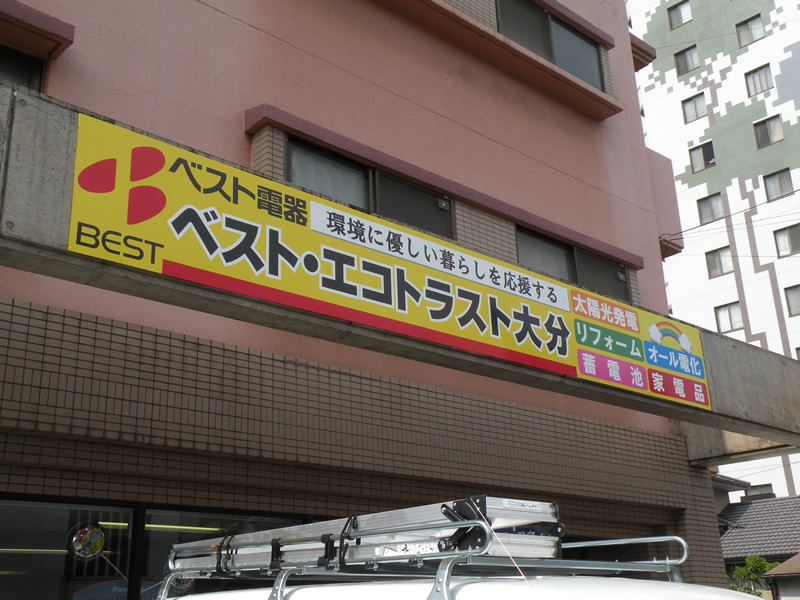 BEST
ベスト電器
環境に優しい暮らしを応援する
ベスト・エコトラスト大分
太陽光発電
リフォーム
オール電化
蓄電池
家電品